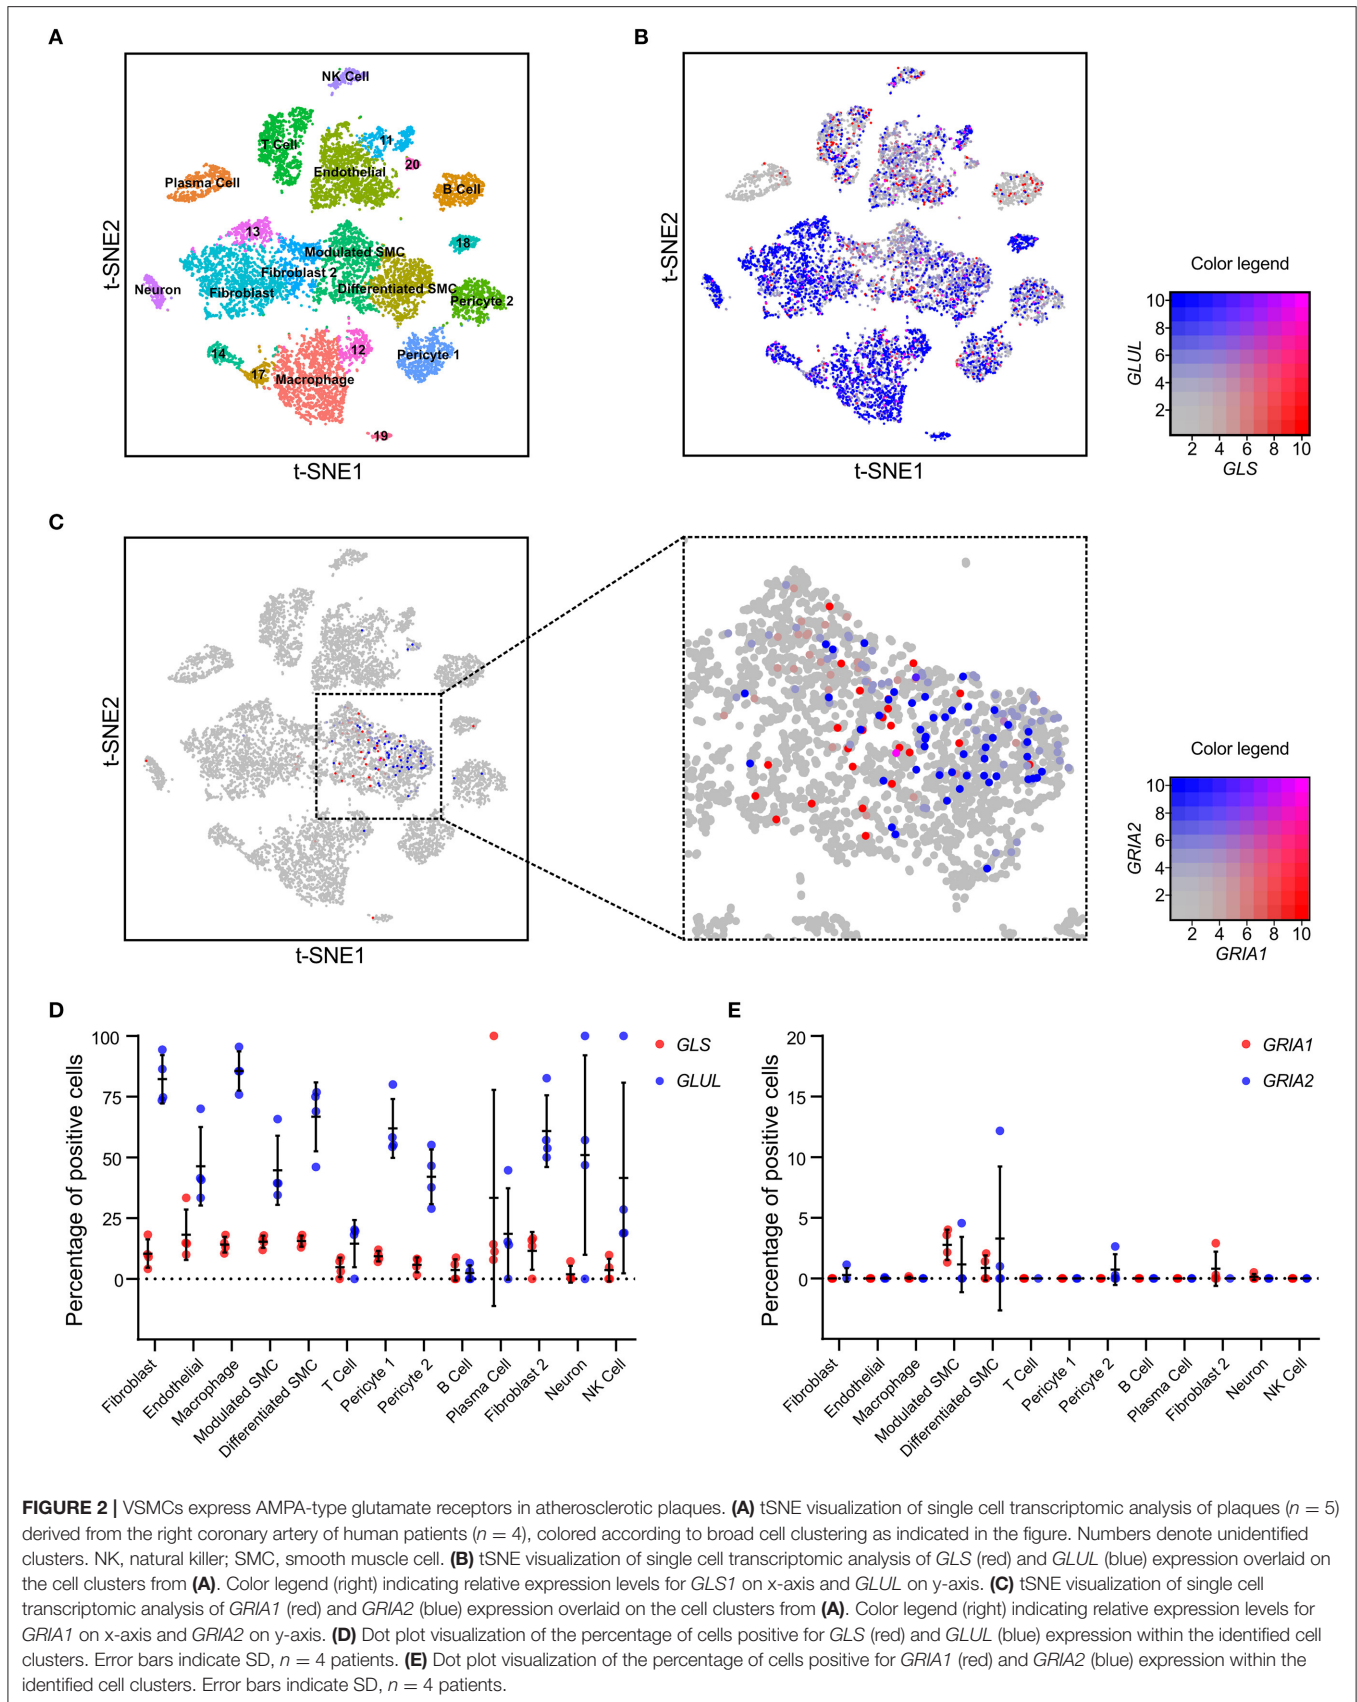 A
B
NK Cell
T Cell
11
Endothelial
20
Plasma Cell
B Cell
13
18
Modulated SMC
Fibroblast 2
Neuron
Fibroblast
Differentiated SMC
Pericyte 2
14
12
Pericyte 1
17
Macrophage
19
t-SNE2
t-SNE1
t-SNE2
t-SNE1
Color legend
10
8
6
4
2
GLUL
2 4 6 8 10
GLS
C
t-SNE2
t-SNE1
Color legend
10
8
6
4
2
GRIA2
2 4 6 8 10
GRIA1
D
100
75
50
25
0
Percentage of positive cells
GLS
GLUL
Fibroblast
Endothelial
Macrophage
Modulated SMC
Differentiated SMC
T Cell
Pericyte 1
Pericyte 2
B Cell
Plasma Cell
Fibroblast 2
Neuron
NK Cell
E
20
15
10
5
0
Percentage of positive cells
GRIA1
GRIA2
Fibroblast
Endothelial
Macrophage
Modulated SMC
Differentiated SMC
T Cell
Pericyte 1
Pericyte 2
B Cell
Plasma Cell
Fibroblast 2
Neuron
NK Cell
FIGURE 2 | VSMCs express AMPA-type glutamate receptors in atherosclerotic plaques. (A) tSNE visualization of single cell transcriptomic analysis of plaques (n = 5)
derived from the right coronary artery of human patients (n = 4), colored according to broad cell clustering as indicated in the figure. Numbers denote unidentified
clusters. NK, natural killer; SMC, smooth muscle cell. (B) tSNE visualization of single cell transcriptomic analysis of GLS (red) and GLUL (blue) expression overlaid on
the cell clusters from (A). Color legend (right) indicating relative expression levels for GLS1 on x-axis and GLUL on y-axis. (C) tSNE visualization of single cell
transcriptomic analysis of GRIA1 (red) and GRIA2 (blue) expression overlaid on the cell clusters from (A). Color legend (right) indicating relative expression levels for
GRIA1 on x-axis and GRIA2 on y-axis. (D) Dot plot visualization of the percentage of cells positive for GLS (red) and GLUL (blue) expression within the identified cell
clusters. Error bars indicate SD, n = 4 patients. (E) Dot plot visualization of the percentage of cells positive for GRIA1 (red) and GRIA2 (blue) expression within the
identified cell clusters. Error bars indicate SD, n = 4 patients.